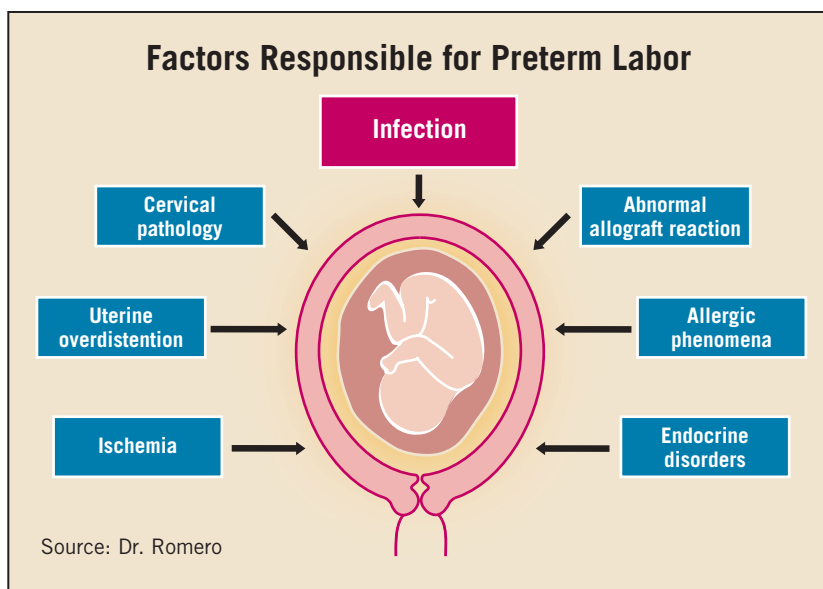 Factors Responsible for Preterm Labor
Infection
Cervical
pathology
Abnormal
allograft reaction
Uterine
overdistention
Allergic
phenomena
Ischemia
Endocrine
disorders
Source: Dr. Romero